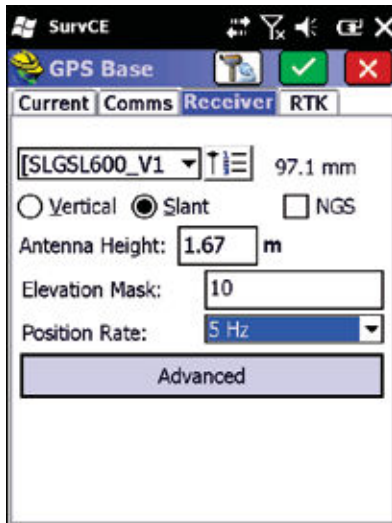 SurvCE
GPS Base
Current Comms Receiver RTK
[SLGSL600_V1 97.1 mm
Vertical Slant NGS
Antenna Height: 1.67 m
Elevation Mask: 10
Position Rate: 5 Hz
Advanced